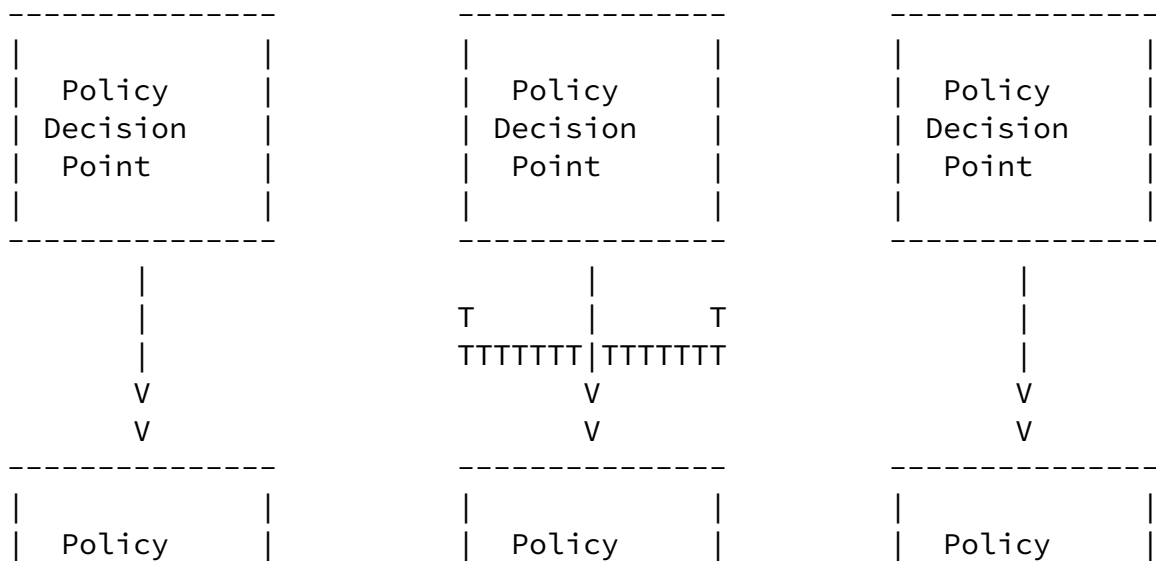 ---------------          ---------------          ---------------
|             |          |             |          |             |
|  Policy     |          |  Policy     |          |  Policy     |
| Decision    |          | Decision    |          | Decision    |
|  Point      |          |  Point      |          |  Point      |
|             |          |             |          |             |
---------------          ---------------          ---------------
       |                        |                        |
       |                 T      |      T                 |
       |                 TTTTTTT|TTTTTTT                 |
       V                        V                        V
       V                        V                        V
---------------          ---------------          ---------------
|             |          |             |          |             |
|  Policy     |          |  Policy     |          |  Policy     |